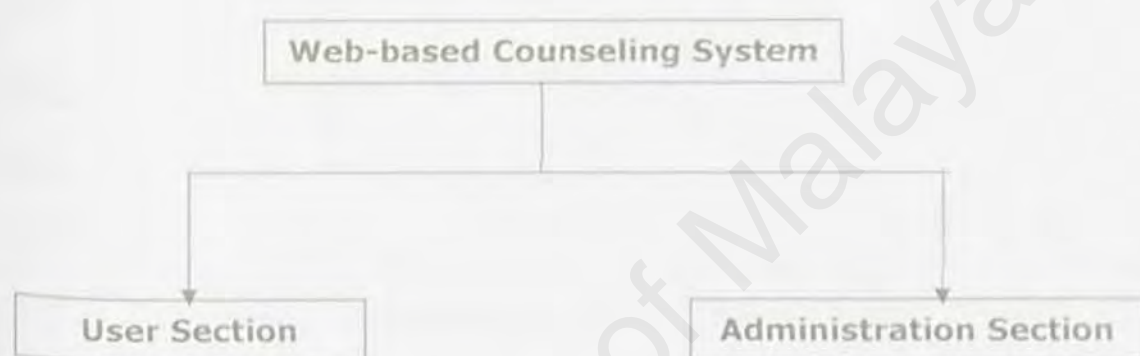 Web-based Counseling System
User Section
Administration Section
of Malaya